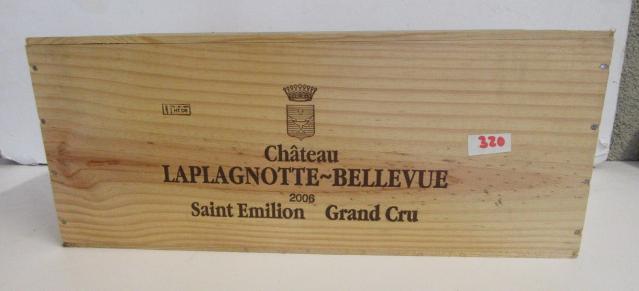 Château
LAPLAGNOTTE~BELLEVUE
2006
Saint Emilion Grand Cru
320